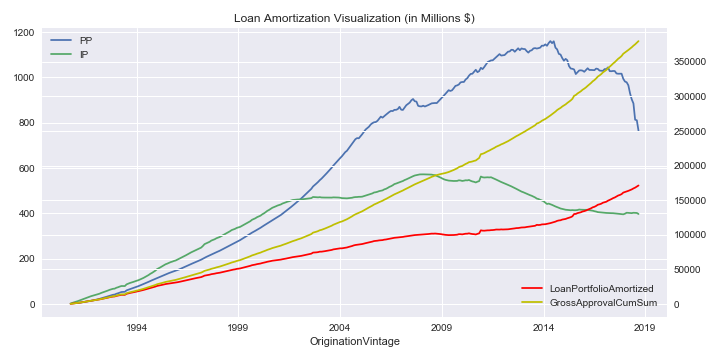 Loan Amortization Visualization (in Millions $)
PP
IP
1200
1000
800
600
400
200
0
350000
300000
250000
200000
150000
100000
50000
0
LoanPortfolioAmortized
GrossApprovalCumSum
1994 1999 2004 2009 2014 2019
OriginationVintage